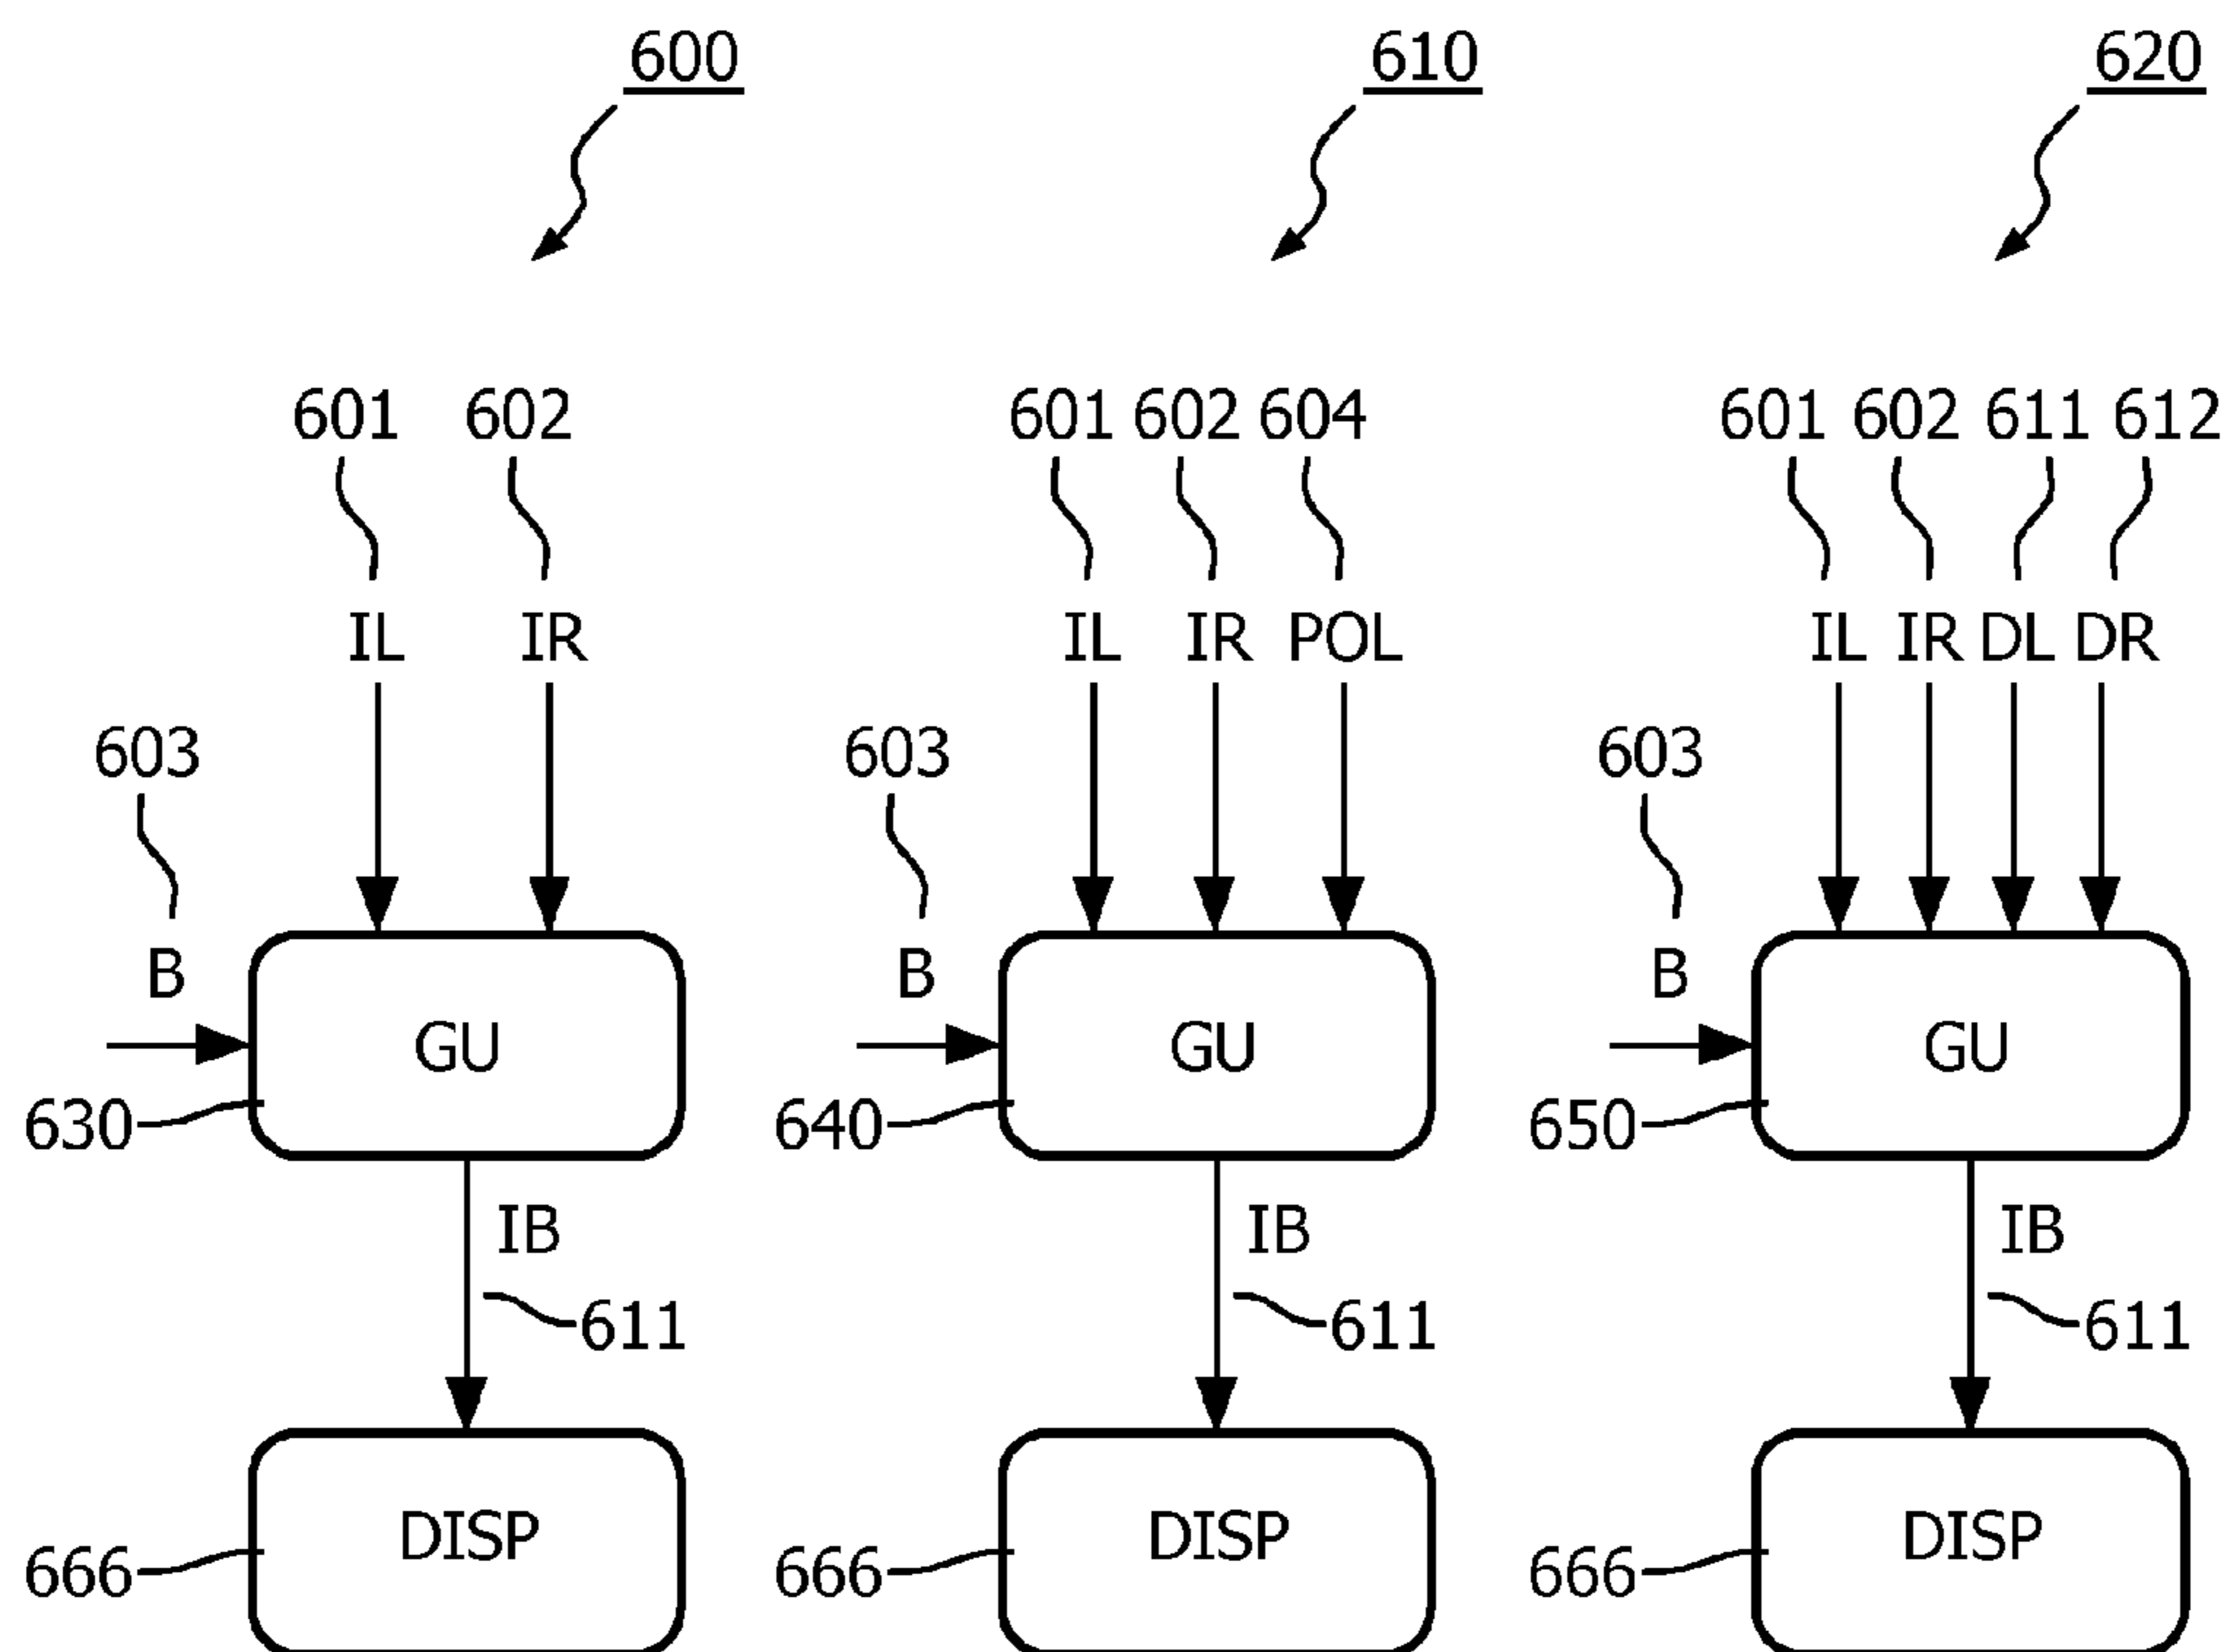 600 610 620
601 602 601 602 604 601 602 611 612
IL IR IL IR POL IL IR DL DR
603 603 603
B B B
GU GU GU
630 640 650
IB IB IB
611 611 611
DISP DISP DISP
666 666 666